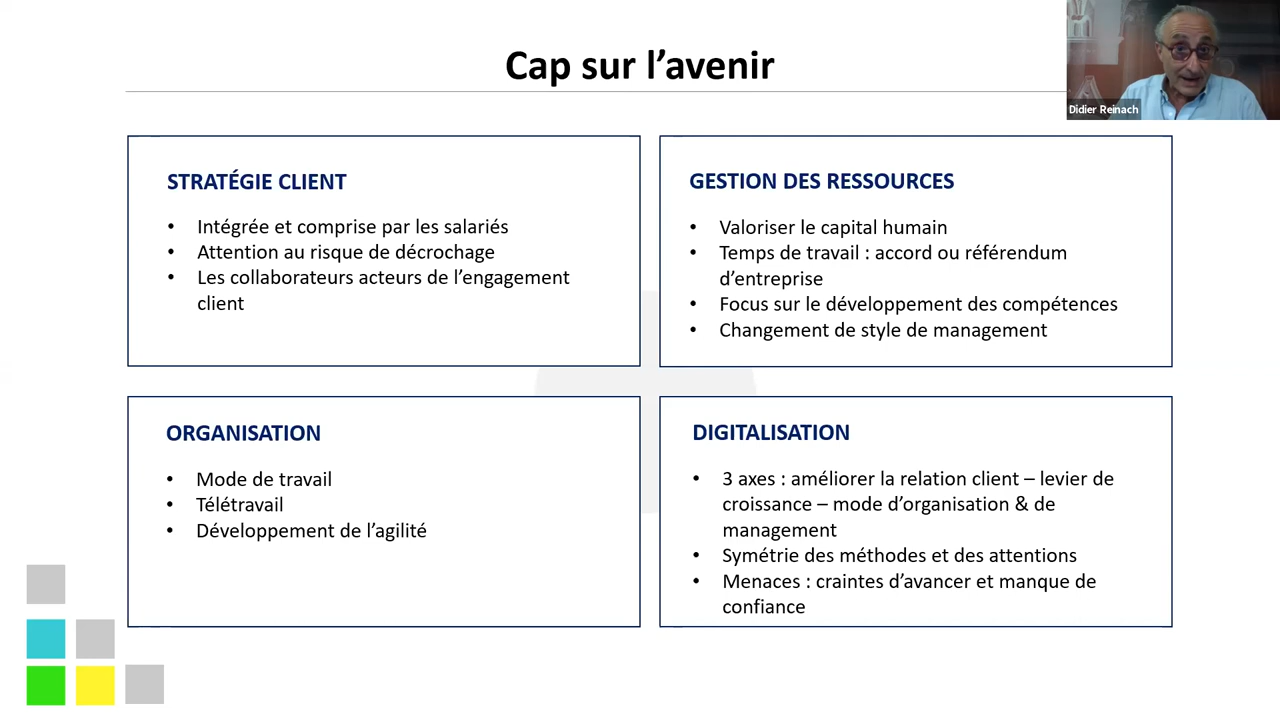 Cap sur l’avenir
Didier Reinach
STRATÉGIE CLIENT
• Intégrée et comprise par les salariés
• Attention au risque de décrochage
• Les collaborateurs acteurs de l’engagement
client
GESTION DES RESSOURCES
• Valoriser le capital humain
• Temps de travail : accord ou référendum
d’entreprise
• Focus sur le développement des compétences
• Changement de style de management
ORGANISATION
• Mode de travail
• Télétravail
• Développement de l’agilité
DIGITALISATION
• 3 axes : améliorer la relation client – levier de
croissance – mode d’organisation & de
management
• Symétrie des méthodes et des attentions
• Menaces : craintes d’avancer et manque de
confiance